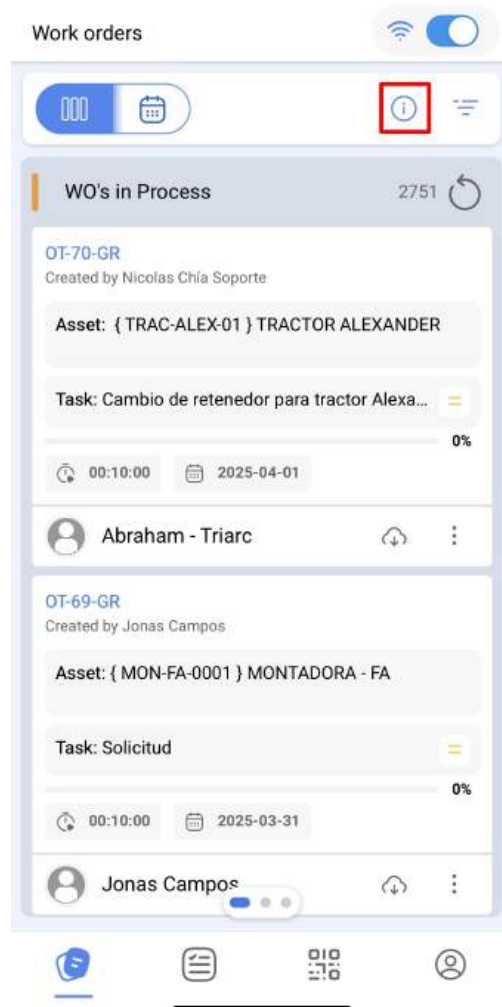 Work orders
WO's in Process 2751
OT-70-GR
Created by Nicolas Chía Soporte
Asset: { TRAC-ALEX-01 } TRACTOR ALEXANDER
Task: Cambio de retenedor para tractor Alexa...
0%
00:10:00 2025-04-01
Abraham - Triarc
OT-69-GR
Created by Jonas Campos
Asset: { MON-FA-0001 } MONTADORA - FA
Task: Solicitud
0%
00:10:00 2025-03-31
Jonas Campos